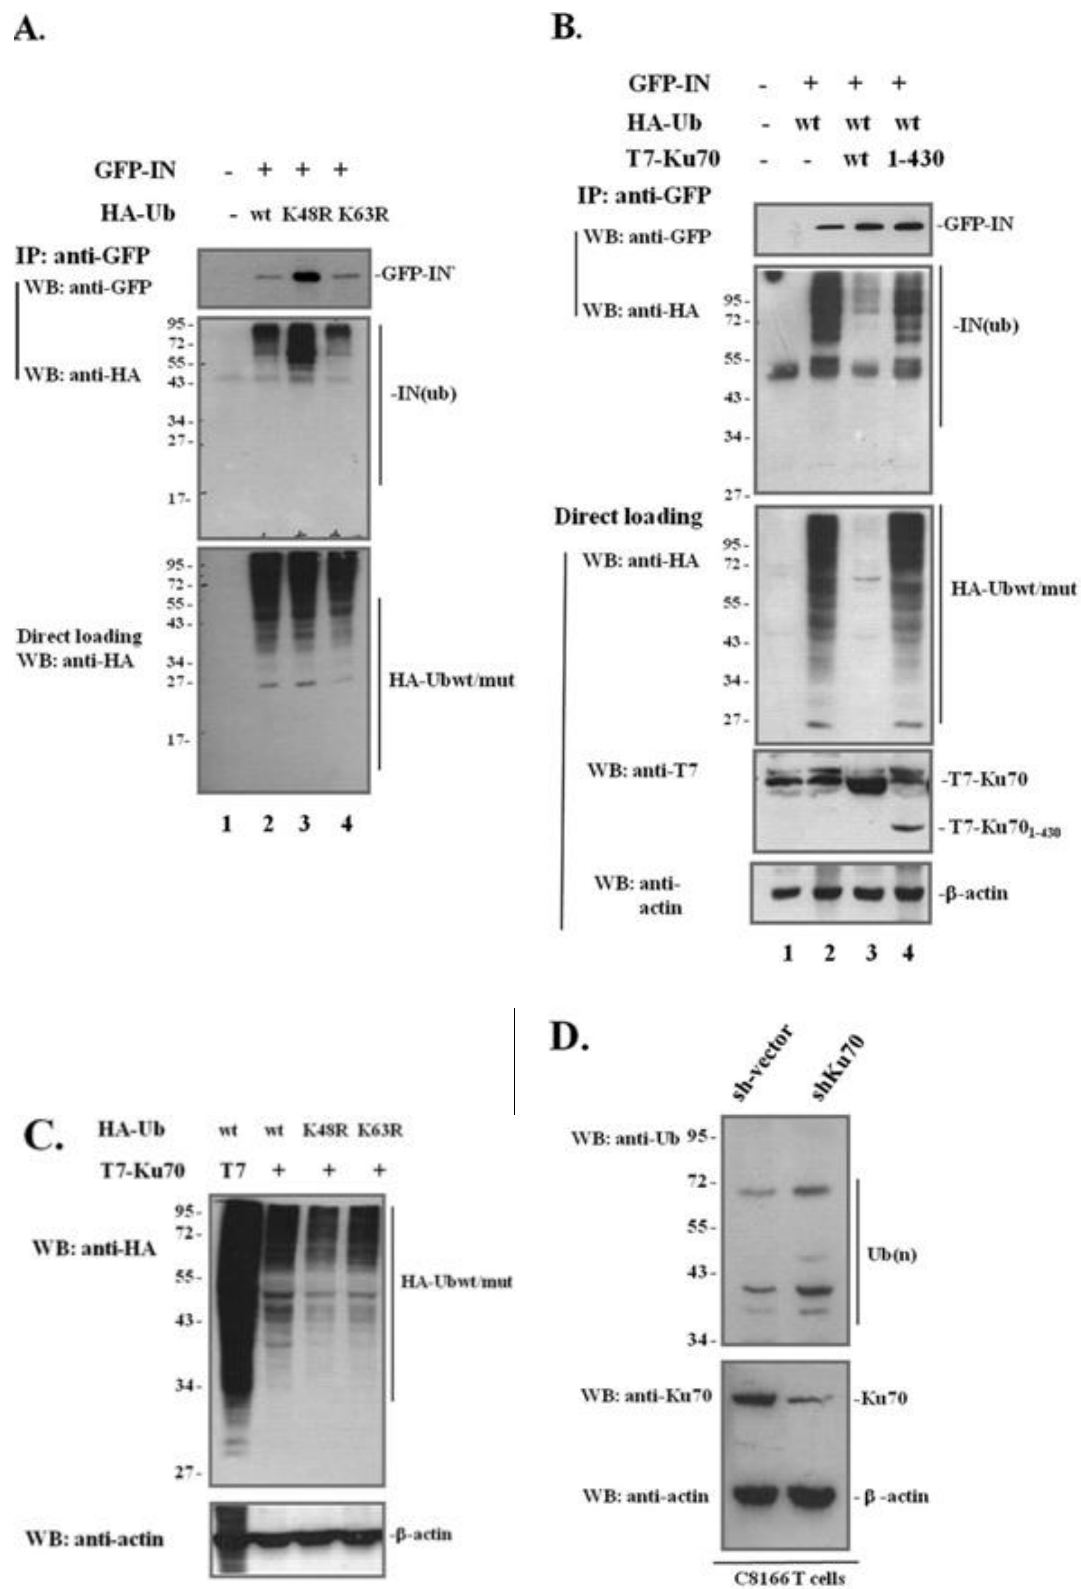 A.
GFP-IN - + + +
HA-Ub - wt K48R K63R
IP: anti-GFP
WB: anti-GFP
-GFP-IN
WB: anti-HA
95-
72-
55-
43-
34-
27-
17-
-IN(ub)
Direct loading
WB: anti-HA
95-
72-
55-
43-
34-
27-
17-
HA-Ubwt/mut
1 2 3 4
B.
GFP-IN - + + +
HA-Ub - wt wt wt
T7-Ku70 - - wt 1-430
IP: anti-GFP
WB: anti-GFP
-GFP-IN
WB: anti-HA
95-
72-
55-
43-
34-
27-
-IN(ub)
Direct loading
WB: anti-HA
95-
72-
55-
43-
34-
27-
HA-Ubwt/mut
WB: anti-T7
-T7-Ku70
-T7-Ku70₁₋₄₃₀
WB: anti-
actin
-β-actin
1 2 3 4
C.
HA-Ub wt wt K48R K63R
T7-Ku70 T7 + + +
WB: anti-HA
95-
72-
55-
43-
34-
27-
HA-Ubwt/mut
WB: anti-actin
-β-actin
D.
sh-vector
shKu70
WB: anti-Ub
95-
72-
55-
43-
34-
Ub(n)
WB: anti-Ku70
-Ku70
WB: anti-actin
-β-actin
C8166 T cells